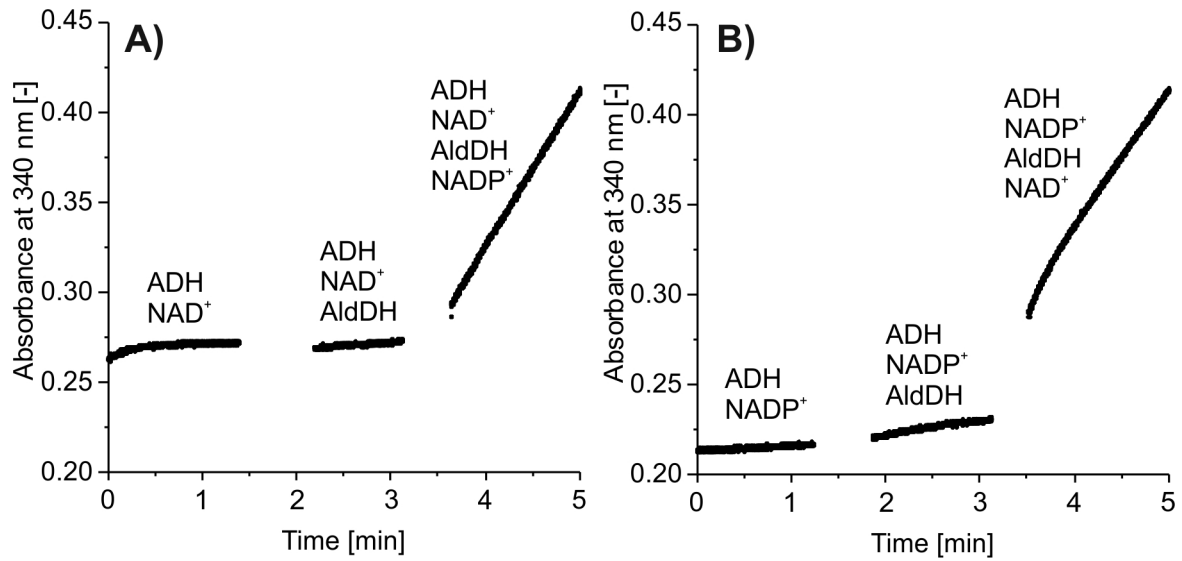 A)
Absorbance at 340 nm [-]
0.45
0.40
0.35
0.30
0.25
0.20
ADH
NAD⁺
ADH
NAD⁺
AldDH
ADH
NAD⁺
AldDH
NADP⁺
0 1 2 3 4 5
Time [min]
B)
Absorbance at 340 nm [-]
0.45
0.40
0.35
0.30
0.25
0.20
ADH
NADP⁺
ADH
NADP⁺
AldDH
ADH
NADP⁺
AldDH
NAD⁺
0 1 2 3 4 5
Time [min]